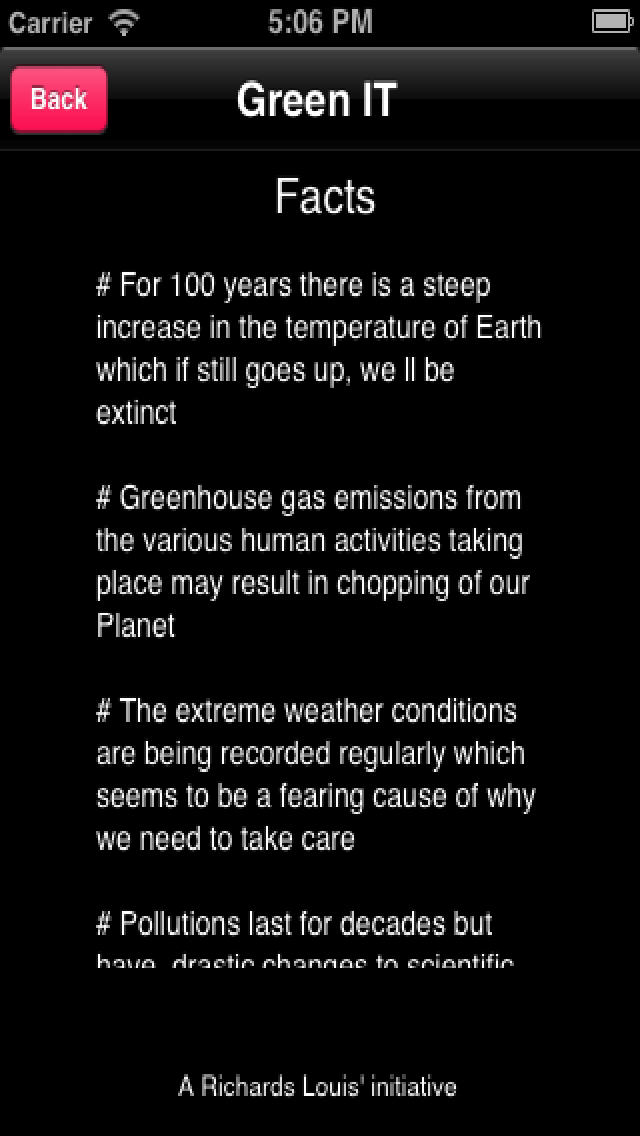 Carrier 5:06 PM
Back Green IT
Facts
# For 100 years there is a steep
increase in the temperature of Earth
which if still goes up, we ll be
extinct
# Greenhouse gas emissions from
the various human activities taking
place may result in chopping of our
Planet
# The extreme weather conditions
are being recorded regularly which
seems to be a fearing cause of why
we need to take care
# Pollutions last for decades but
have drastic changes to scientific
A Richards Louis' initiative